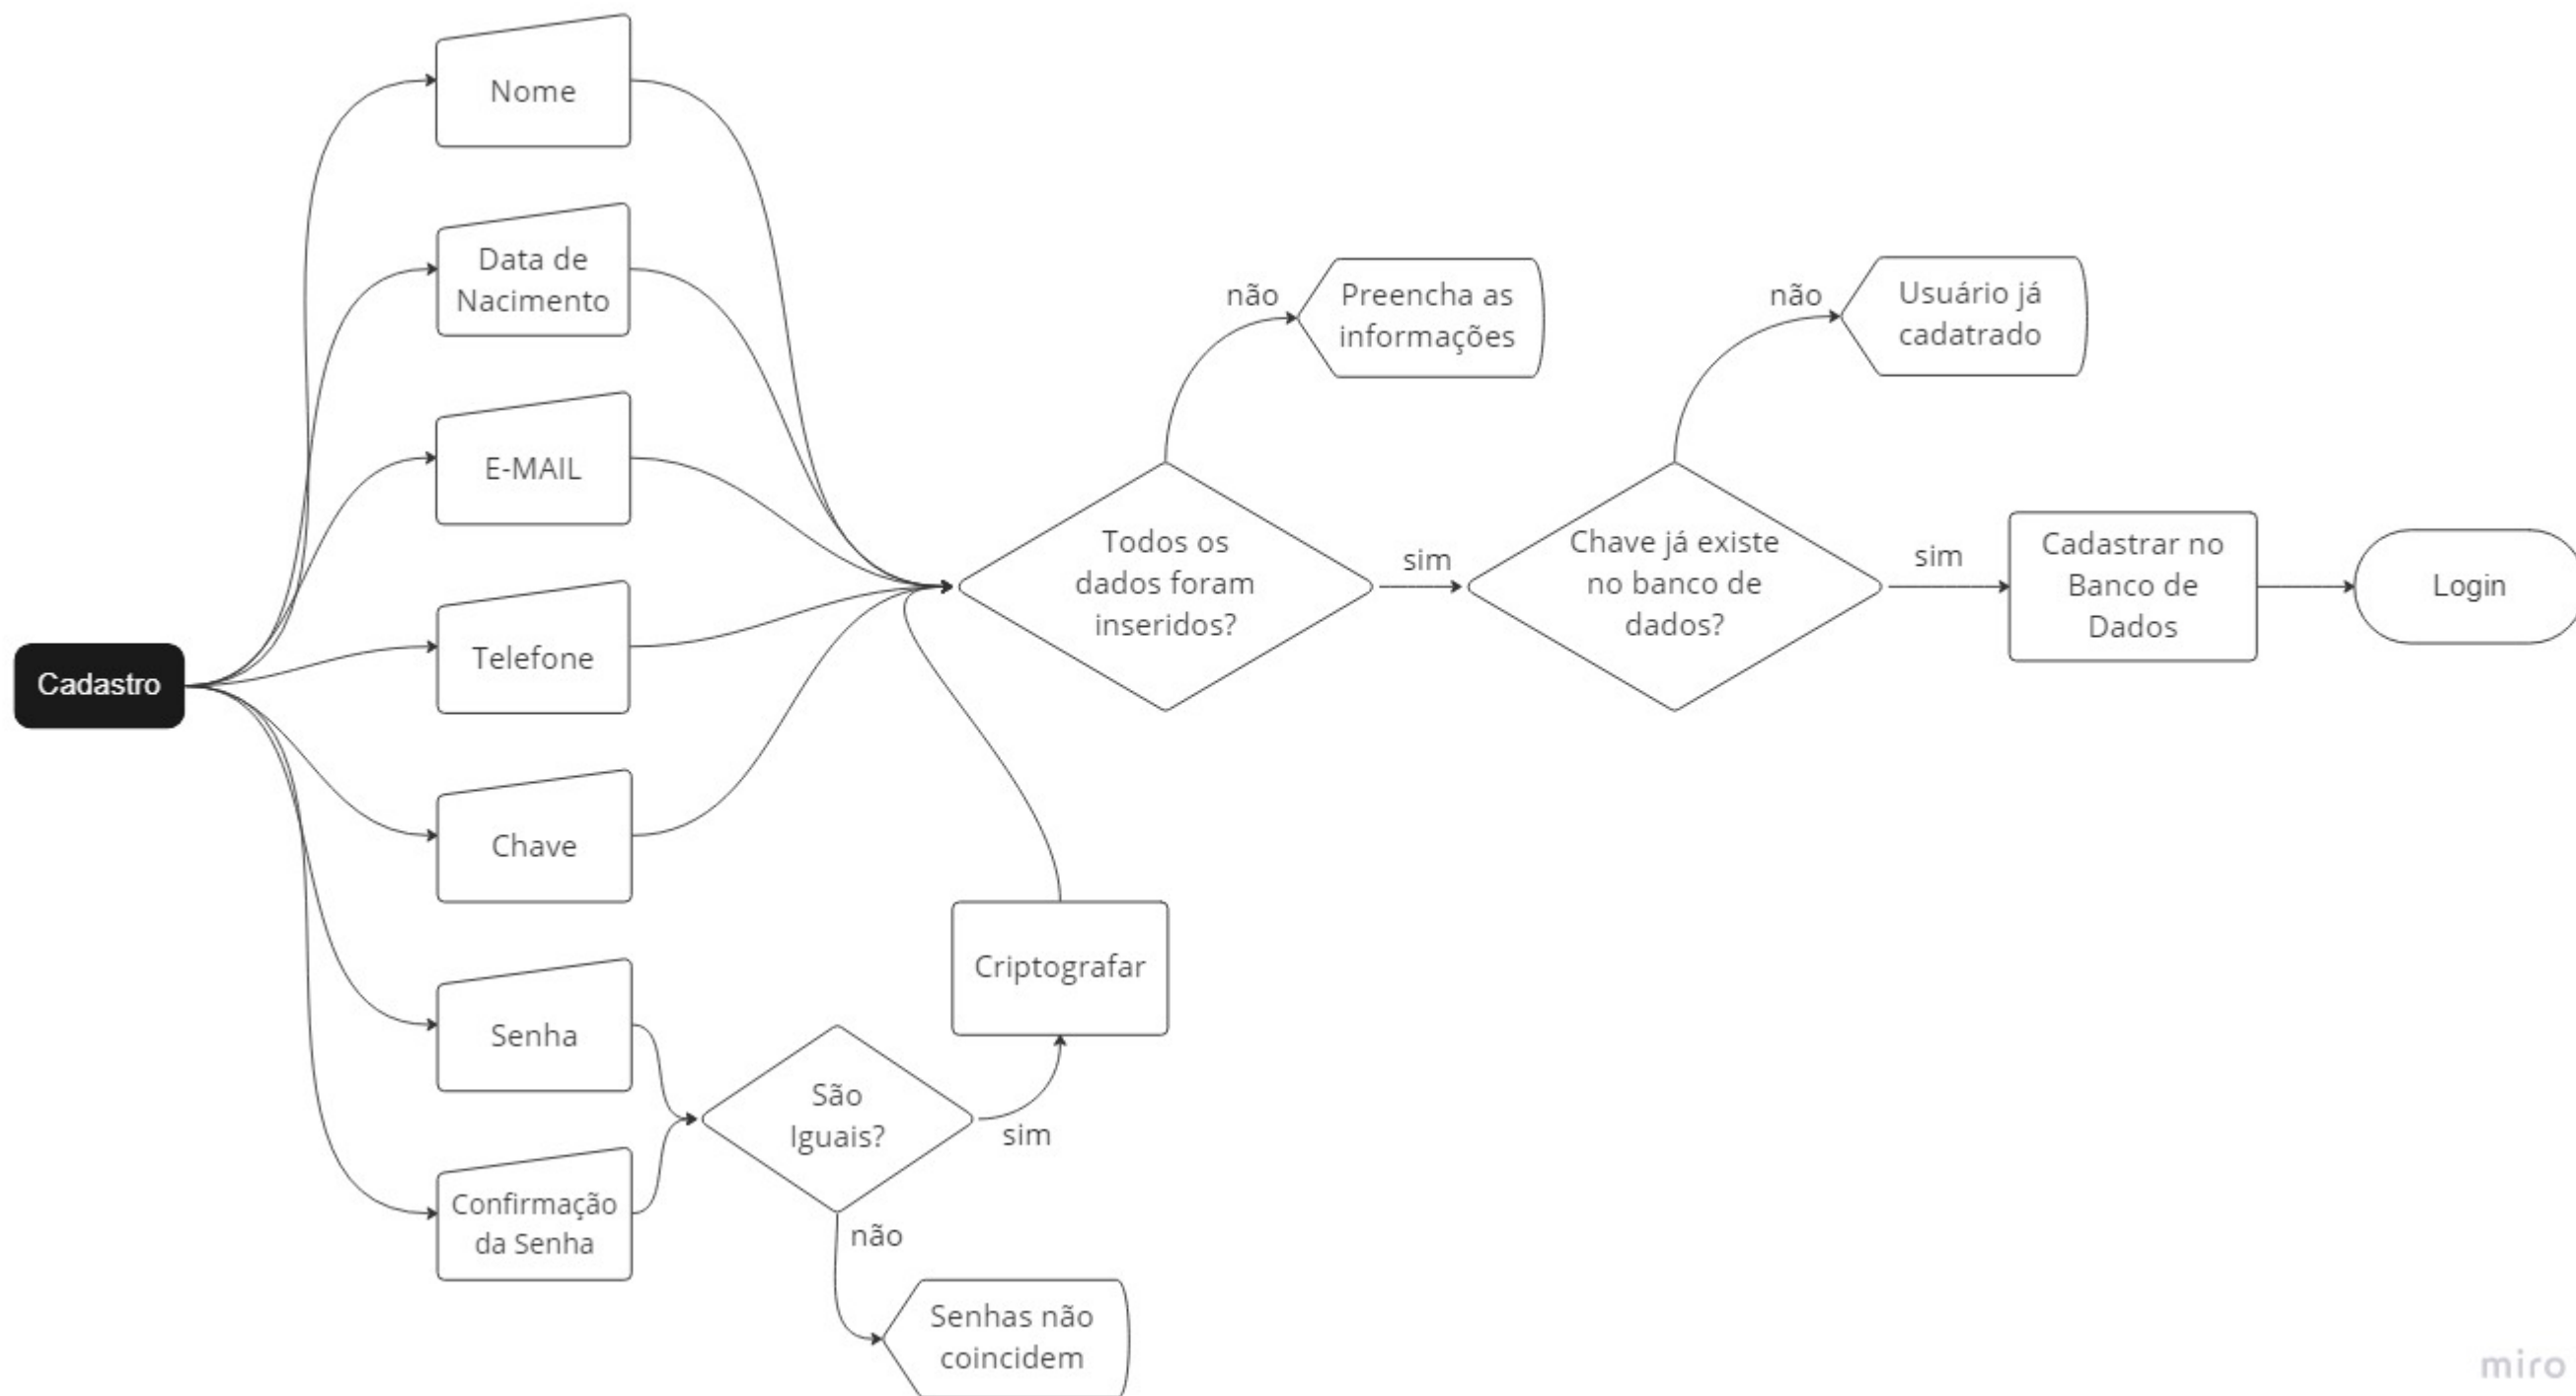 Cadastro
Nome
Data de
Nacimento
E-MAIL
Telefone
Chave
Senha
Confirmação
da Senha
São
Iguais?
sim
não
Senhas não
coincidem
Criptografar
Todos os
dados foram
inseridos?
não
Preencha as
informações
sim
Chave já existe
no banco de
dados?
não
Usuário já
cadatrado
sim
Cadastrar no
Banco de
Dados
Login
miro